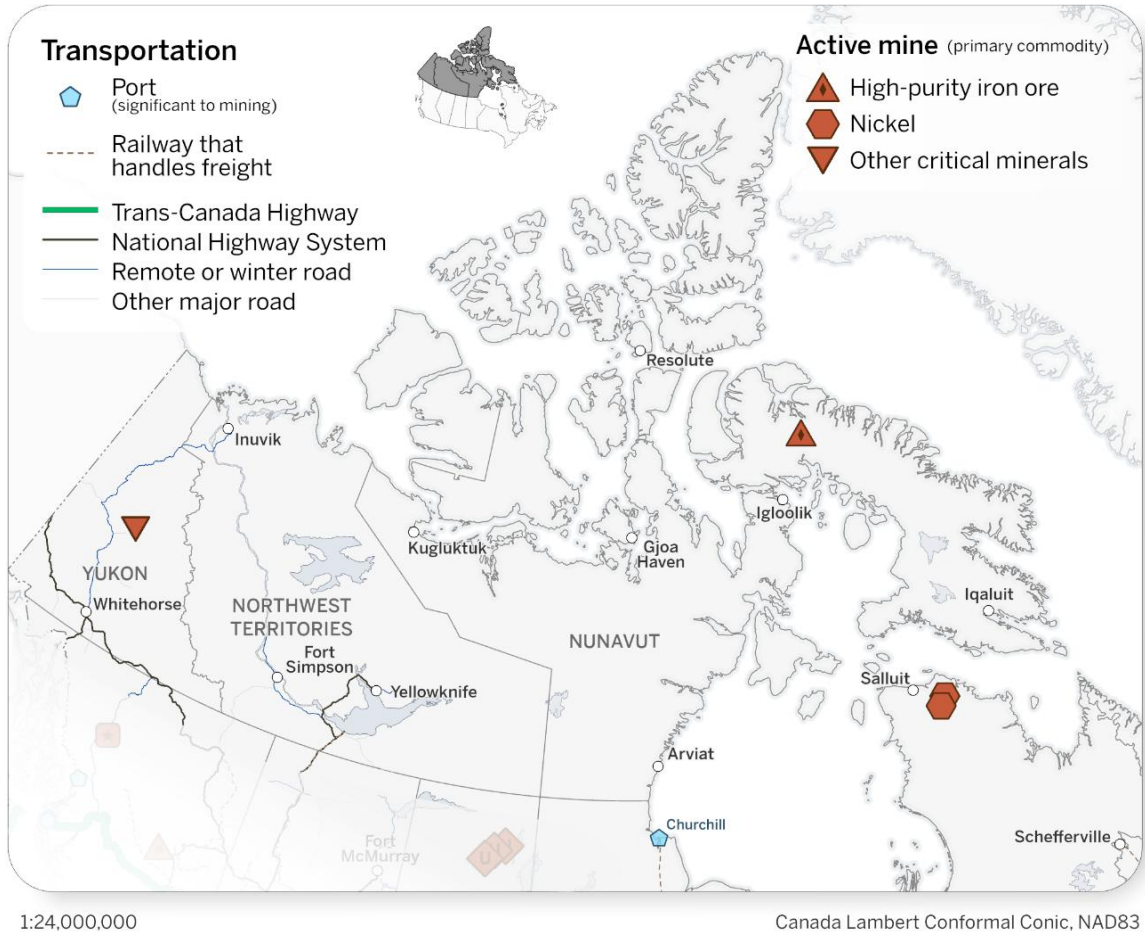 Transportation
Port
(significant to mining)
Railway that
handles freight
Trans-Canada Highway
National Highway System
Remote or winter road
Other major road
Active mine (primary commodity)
High-purity iron ore
Nickel
Other critical minerals
Resolute
Inuvik
Igloolik
Kugluktuk
Gjoa
Haven
YUKON
Whitehorse
NORTHWEST
TERRITORIES
Iqaluit
NUNAVUT
Fort
Simpson
Yellowknife
Salluit
Arviat
Churchill
Schefferville
Fort
McMurray
U
1:24,000,000
Canada Lambert Conformal Conic, NAD83